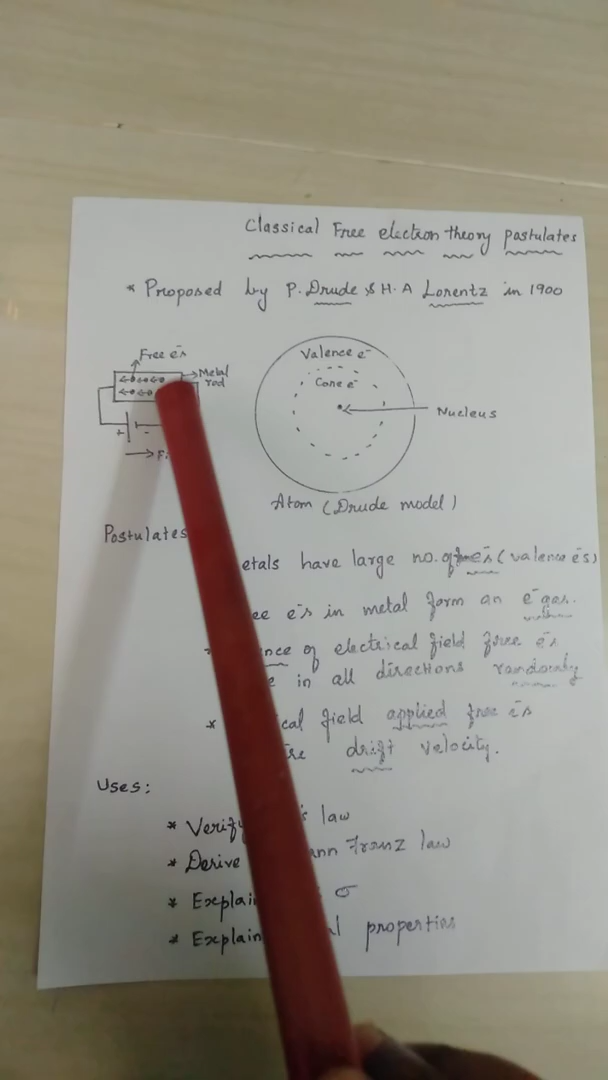 Classical Free electron theory postulates
* Proposed by P. Drude & H. A Lorentz in 1900
Free e⁻s
Metal
rod
+ -
Valence e⁻
Core e⁻
Nucleus
Atom (Drude model)
Postulates
etals have large no. of e⁻s (valence e⁻s)
ee e⁻s in metal form an e⁻ gas.
nce of electrical field free e⁻s
e in all directions randomly
* cal field applied free e⁻s
re drift velocity.
Uses:
* Verify s law
* Derive ann Franz law
* Explai σ
* Explain l properties